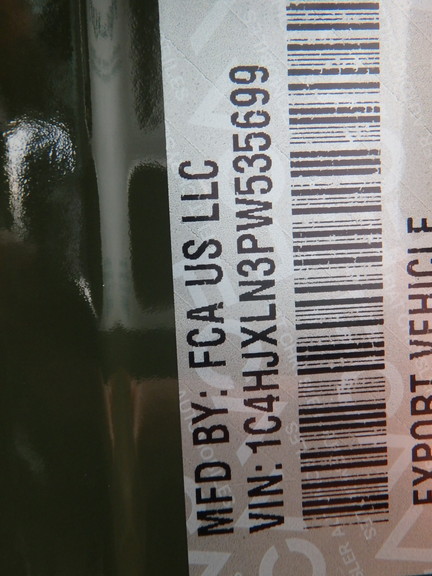 MFD BY: FCA US LLC
VIN: 1C4HJXLN3PW535699
EXPORT VEHICLE